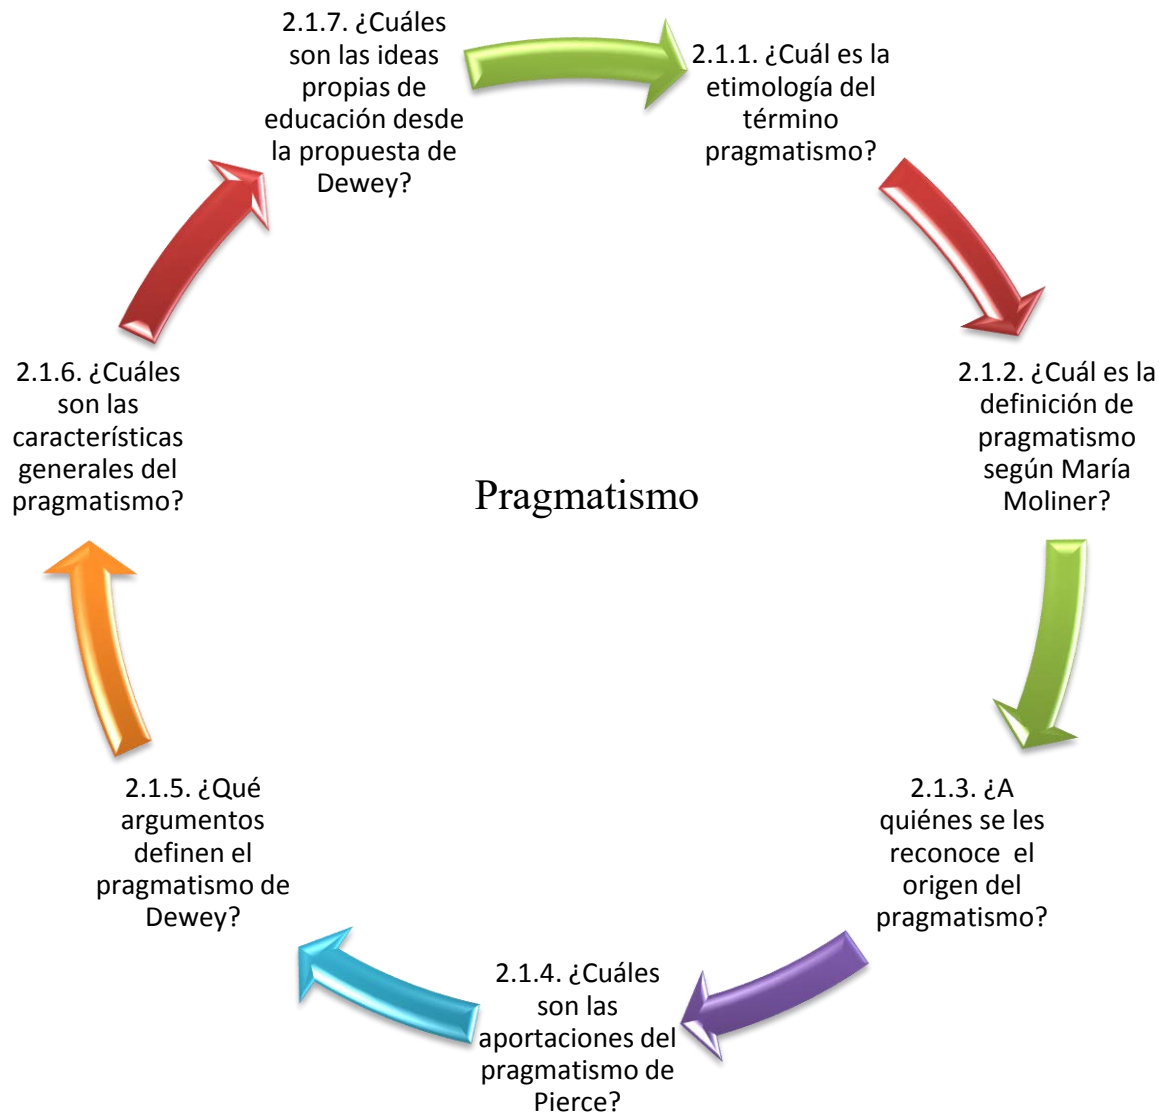 2.1.7. ¿Cuáles
son las ideas
propias de
educación desde
la propuesta de
Dewey?
2.1.1. ¿Cuál es la
etimología del
término
pragmatismo?
2.1.2. ¿Cuál es la
definición de
pragmatismo
según María
Moliner?
2.1.3. ¿A
quiénes se les
reconoce  el
origen del
pragmatismo?
2.1.4. ¿Cuáles
son las
aportaciones del
pragmatismo de
Pierce?
2.1.5. ¿Qué
argumentos
definen el
pragmatismo de
Dewey?
2.1.6. ¿Cuáles
son las
características
generales del
pragmatismo?
Pragmatismo